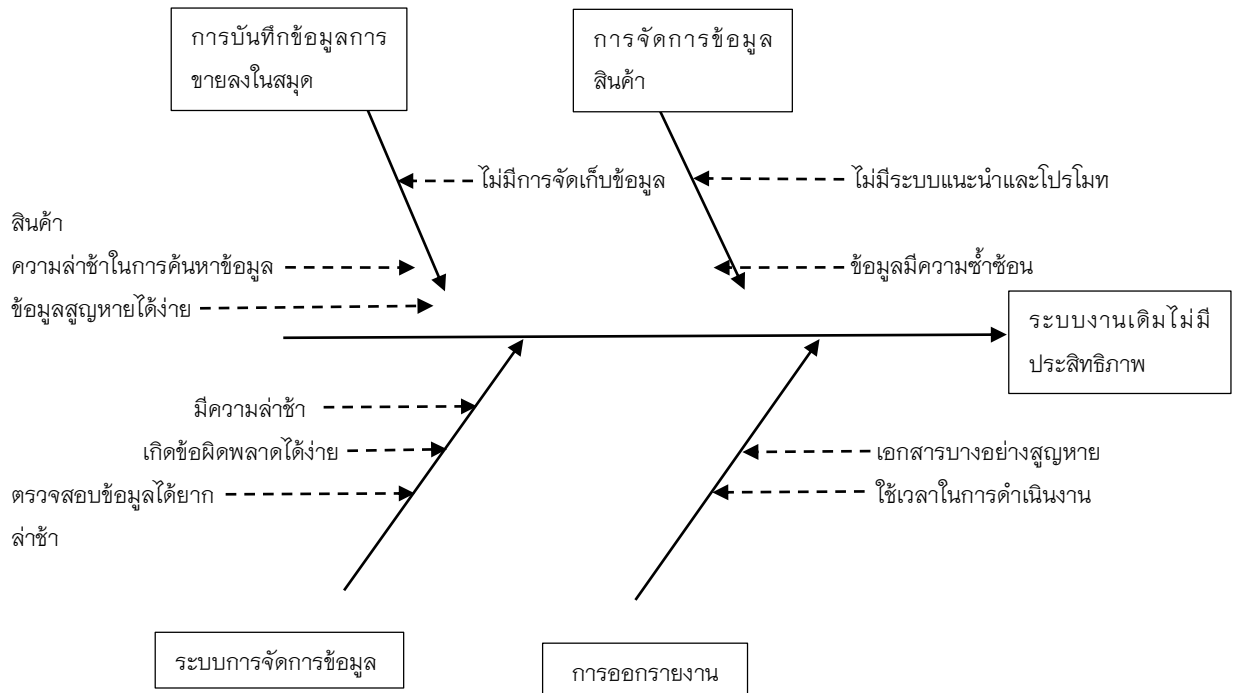 การบันทึกข้อมูลการ
ขายลงในสมุด
การจัดการข้อมูล
สินค้า
ไม่มีการจัดเก็บข้อมูล
ไม่มีระบบแนะนำและโปรโมท
สินค้า
ความล่าช้าในการค้นหาข้อมูล
ข้อมูลมีความซ้ำซ้อน
ข้อมูลสูญหายได้ง่าย
ระบบงานเดิมไม่มี
ประสิทธิภาพ
มีความล่าช้า
เกิดข้อผิดพลาดได้ง่าย
เอกสารบางอย่างสูญหาย
ตรวจสอบข้อมูลได้ยาก
ใช้เวลาในการดำเนินงาน
ล่าช้า
ระบบการจัดการข้อมูล
การออกรายงาน